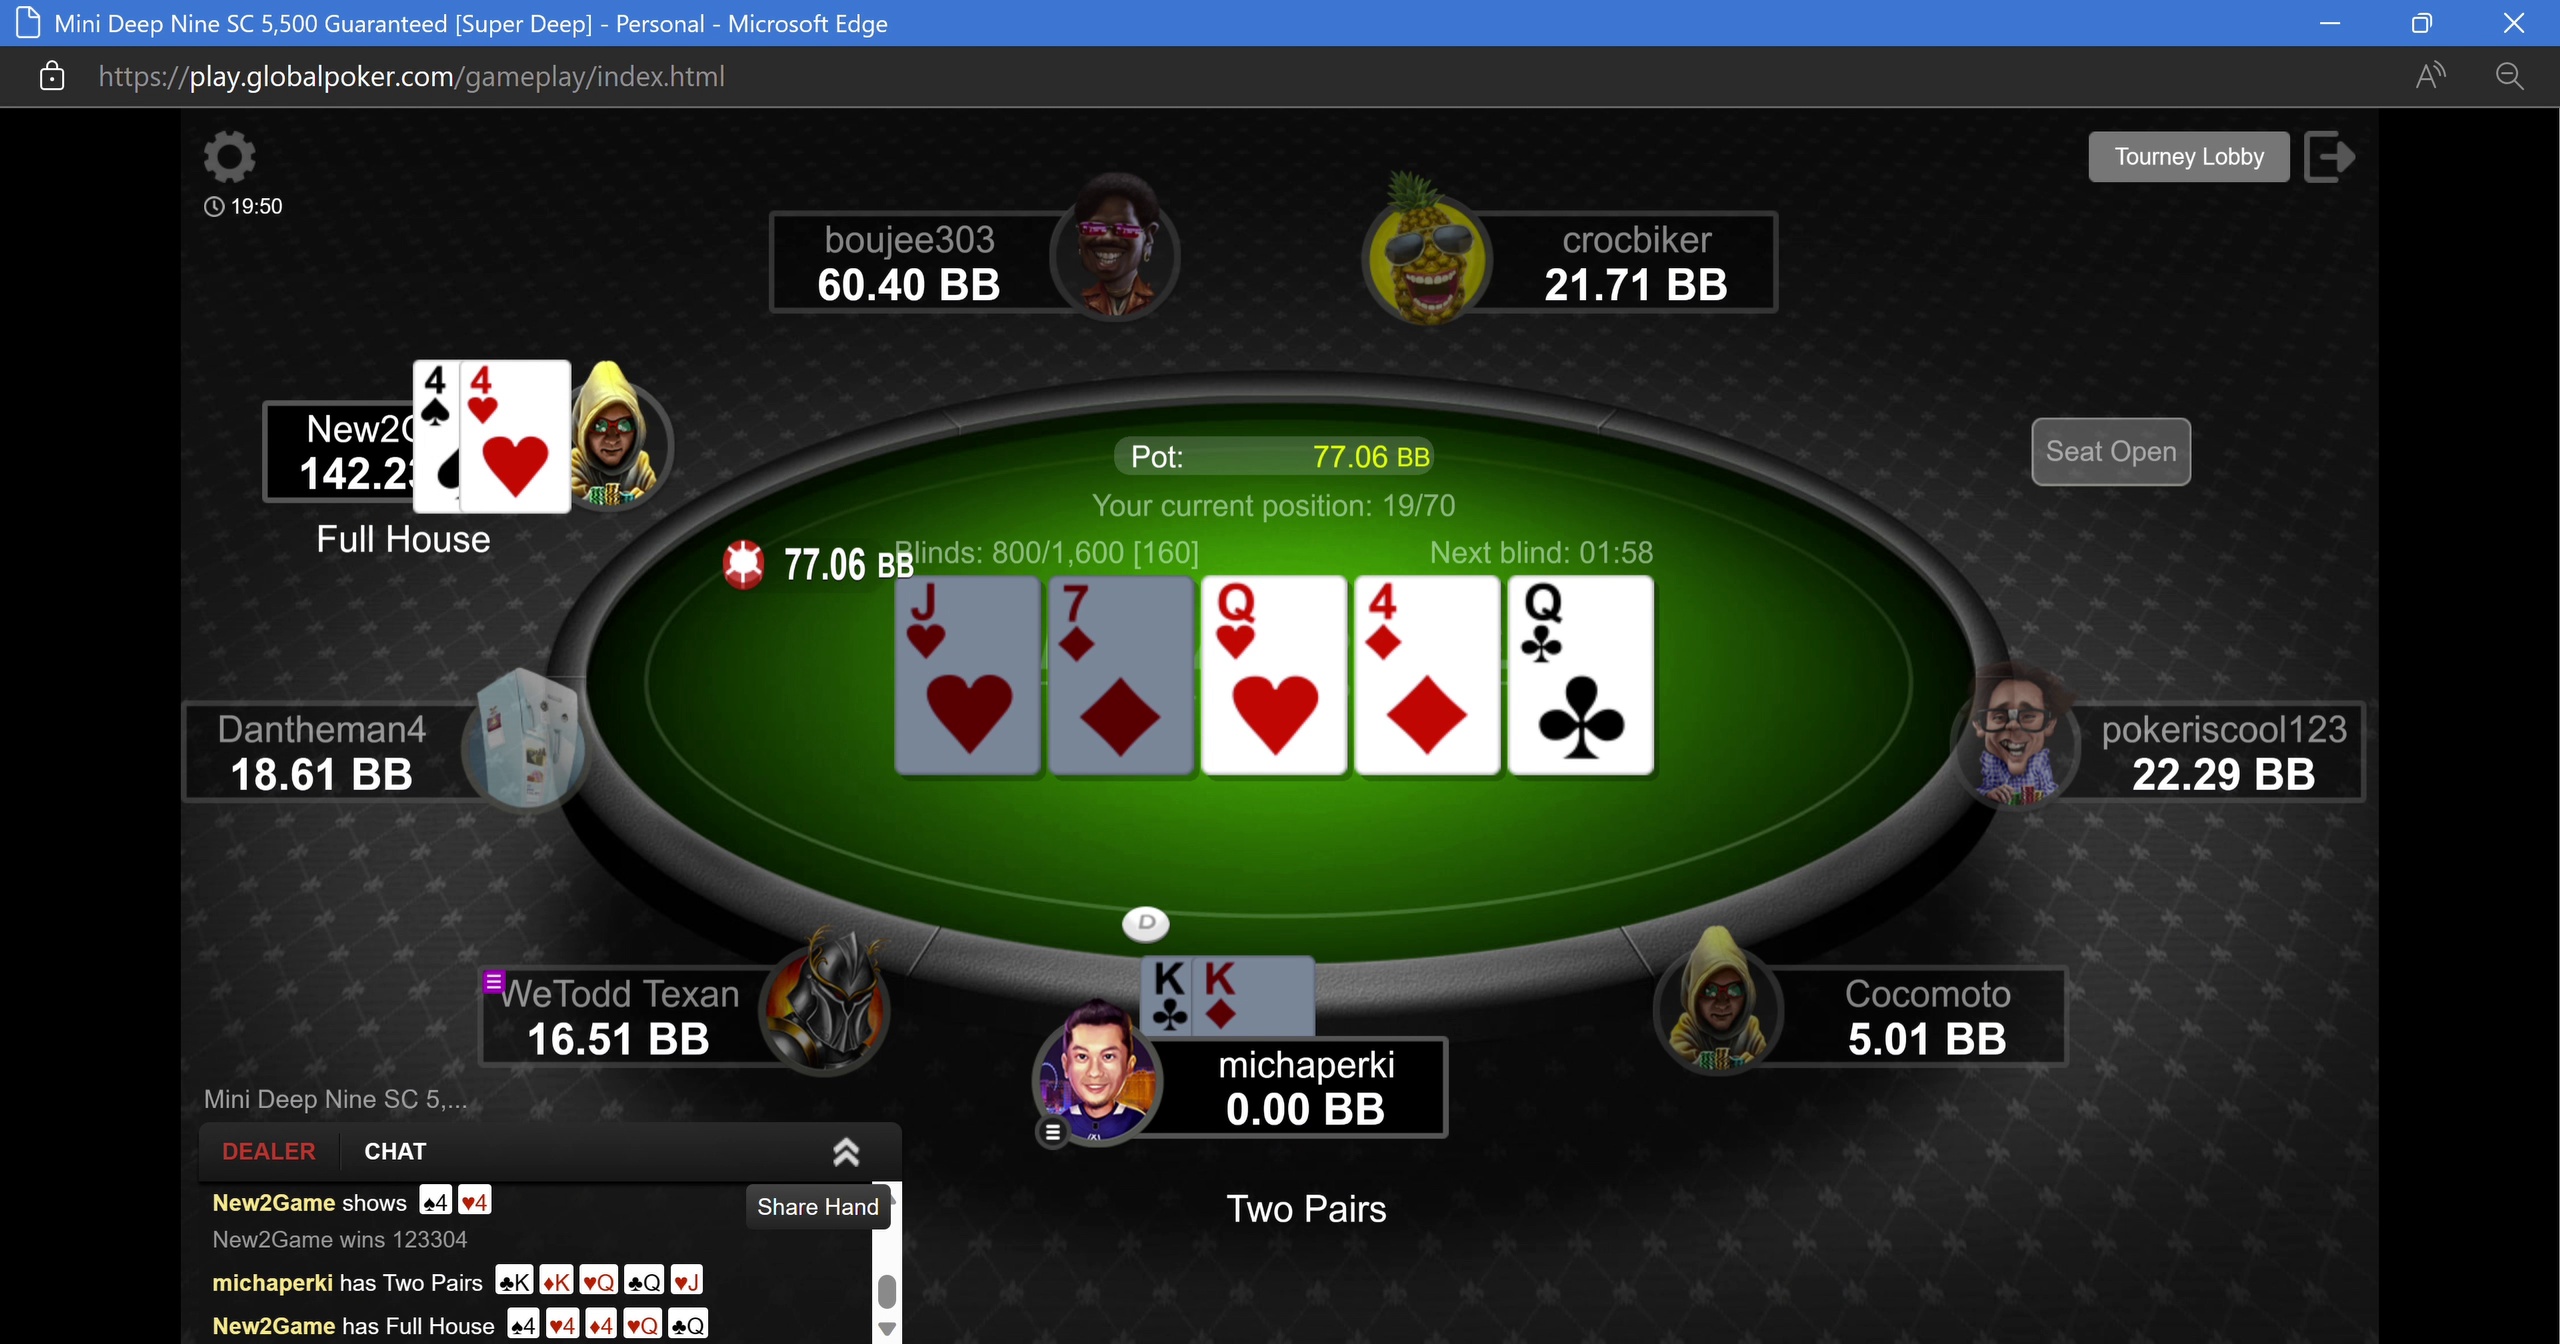 Mini Deep Nine SC 5,500 Guaranteed [Super Deep] - Personal - Microsoft Edge
https://play.globalpoker.com/gameplay/index.html
Tourney Lobby
19:50
boujee303
60.40 BB
crocbiker
21.71 BB
4 4
New2
142.2
Full House
Seat Open
Pot: 77.06 BB
Your current position: 19/70
77.06 BB
Blinds: 800/1,600 [160] Next blind: 01:58
J 7 Q 4 Q
Dantheman4
18.61 BB
pokeriscool123
22.29 BB
D
K K
WeTodd Texan
16.51 BB
michaperki
0.00 BB
Cocomoto
5.01 BB
Two Pairs
Mini Deep Nine SC 5,...
DEALER CHAT
Share Hand
New2Game shows ♠4 ♥4
New2Game wins 123304
michaperki has Two Pairs ♣K ♦K ♥Q ♣Q ♥J
New2Game has Full House ♠4 ♥4 ♦4 ♥Q ♣Q